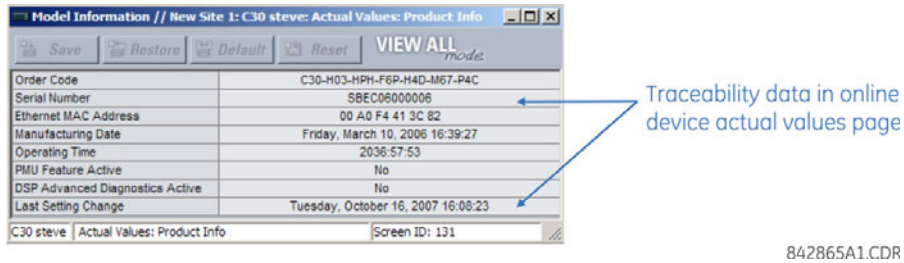 Model Information // New Site 1: C30 steve: Actual Values: Product Info
Save Restore Default Reset VIEW ALL mode
Order Code C30-H03-HPH-F6P-H4D-M67-P4C
Serial Number SBEC06000006
Ethernet MAC Address 00 A0 F4 41 3C 82
Manufacturing Date Friday, March 10, 2006 16:39:27
Operating Time 2036:57:53
PMU Feature Active No
DSP Advanced Diagnostics Active No
Last Setting Change Tuesday, October 16, 2007 16:08:23
C30 steve Actual Values: Product Info Screen ID: 131
Traceability data in online
device actual values page
842865A1.CDR